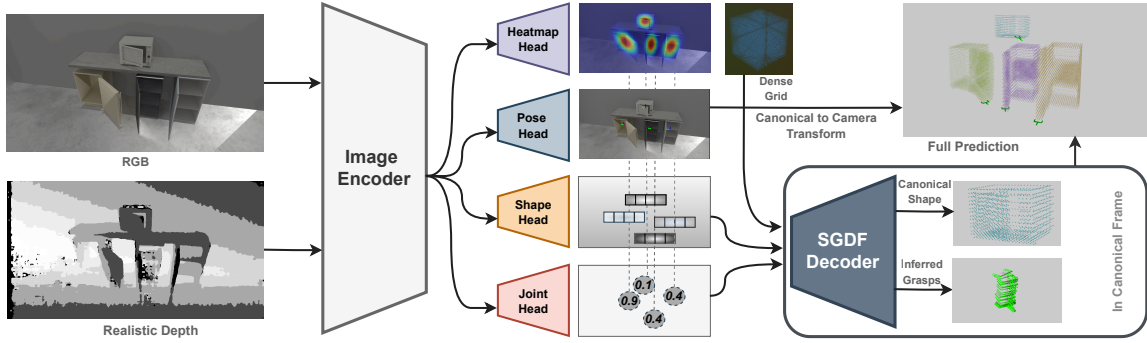 RGB
Realistic Depth
Image
Encoder
Heatmap
Head
Pose
Head
Shape
Head
Joint
Head
0.1
0.9
0.4
0.4
Dense
Grid
Canonical to Camera
Transform
Full Prediction
SGDF
Decoder
Canonical
Shape
Inferred
Grasps
In Canonical Frame